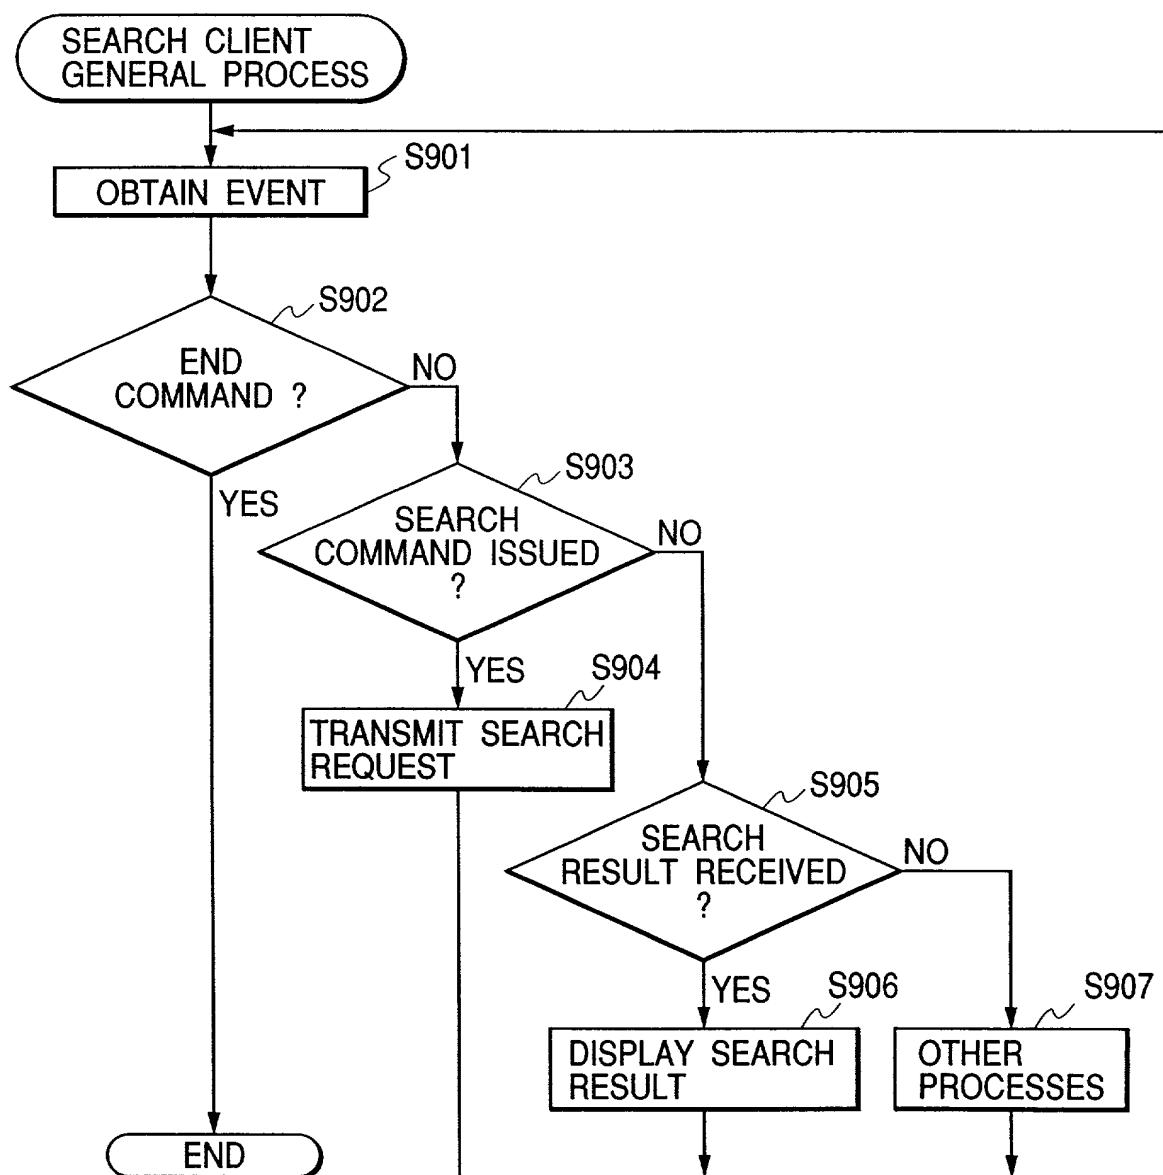 SEARCH CLIENT
GENERAL PROCESS
S901
OBTAIN EVENT
S902
END
COMMAND ?
NO
YES
S903
SEARCH
COMMAND ISSUED
?
NO
YES
S904
TRANSMIT SEARCH
REQUEST
S905
SEARCH
RESULT RECEIVED
?
NO
YES
S906
DISPLAY SEARCH
RESULT
S907
OTHER
PROCESSES
END